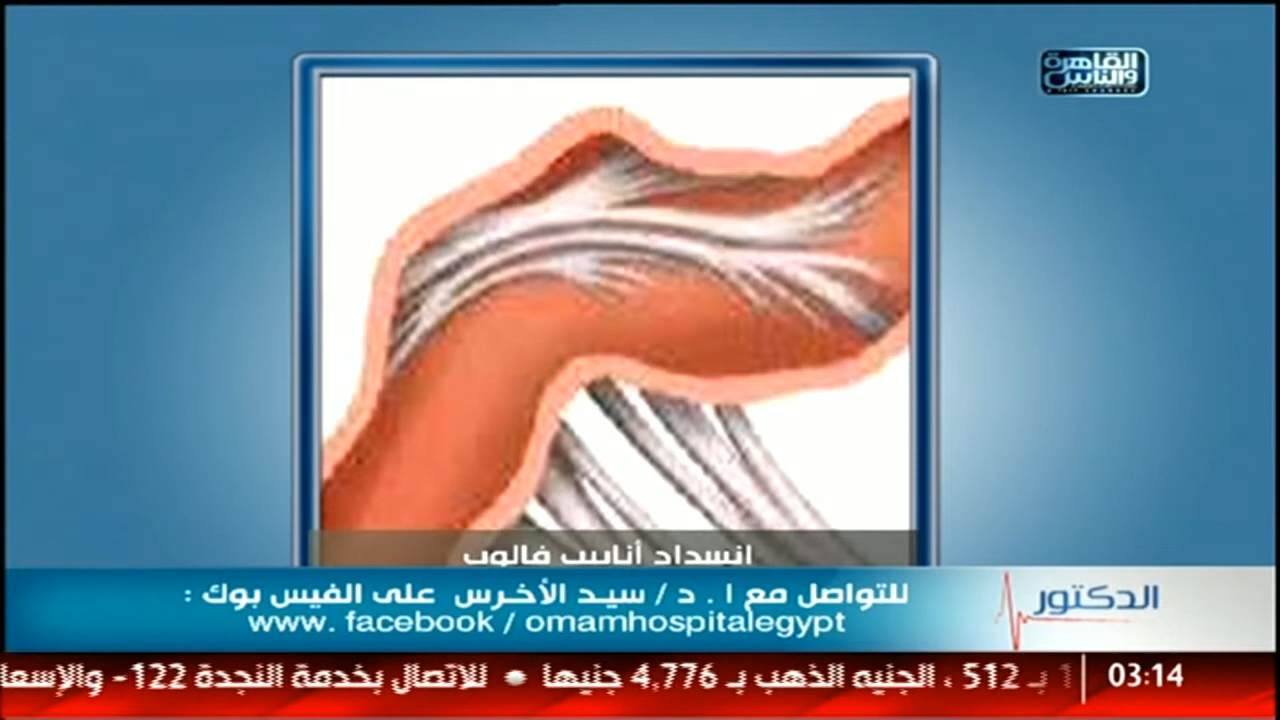 القاهرة
والناس
انسداد أنابيب فالوب
للتواصل مع ا . د / سيد الأخرس على الفيس بوك :
www. facebook / omamhospitalegypt
الدكتور
بـ 512 ، الجنيه الذهب بـ 4,776 جنيها • للاتصال بخدمة النجدة 122- والإسعا
03:14